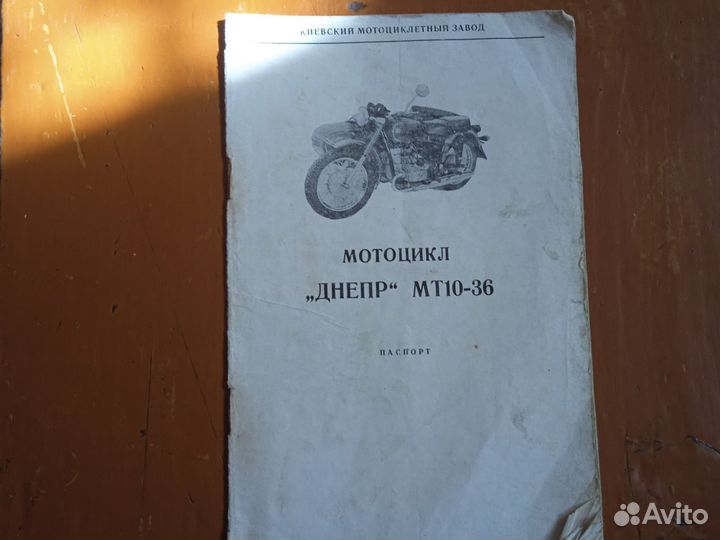 КИЕВСКИЙ МОТОЦИКЛЕТНЫЙ ЗАВОД
МОТОЦИКЛ
„ДНЕПР“ МТ10-36
ПАСПОРТ
Avito